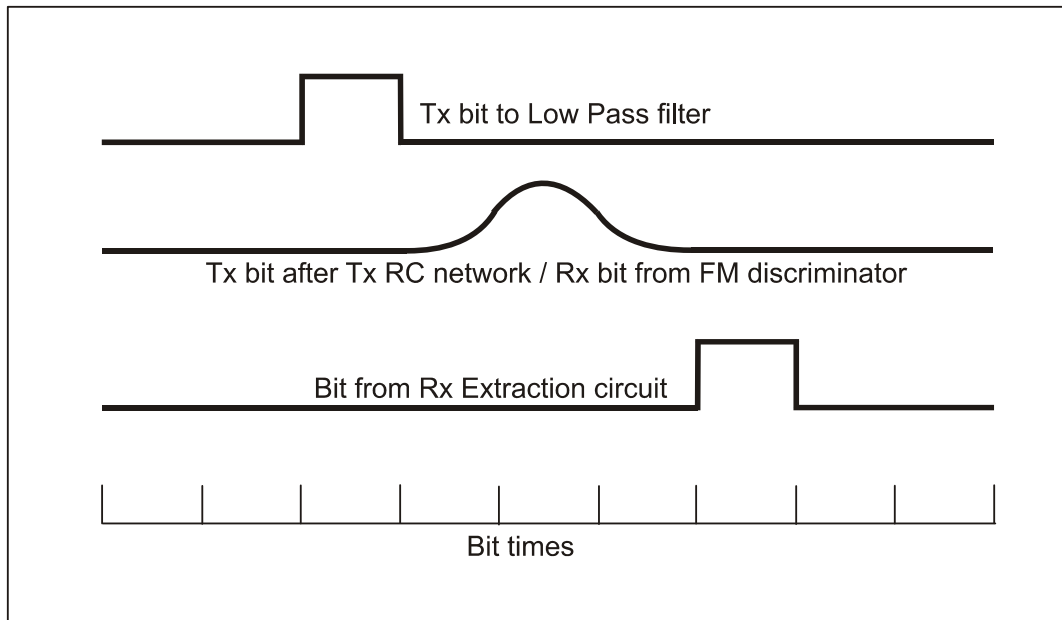 Tx bit to Low Pass filter
Tx bit after Tx RC network / Rx bit from FM discriminator
Bit from Rx Extraction circuit
Bit times